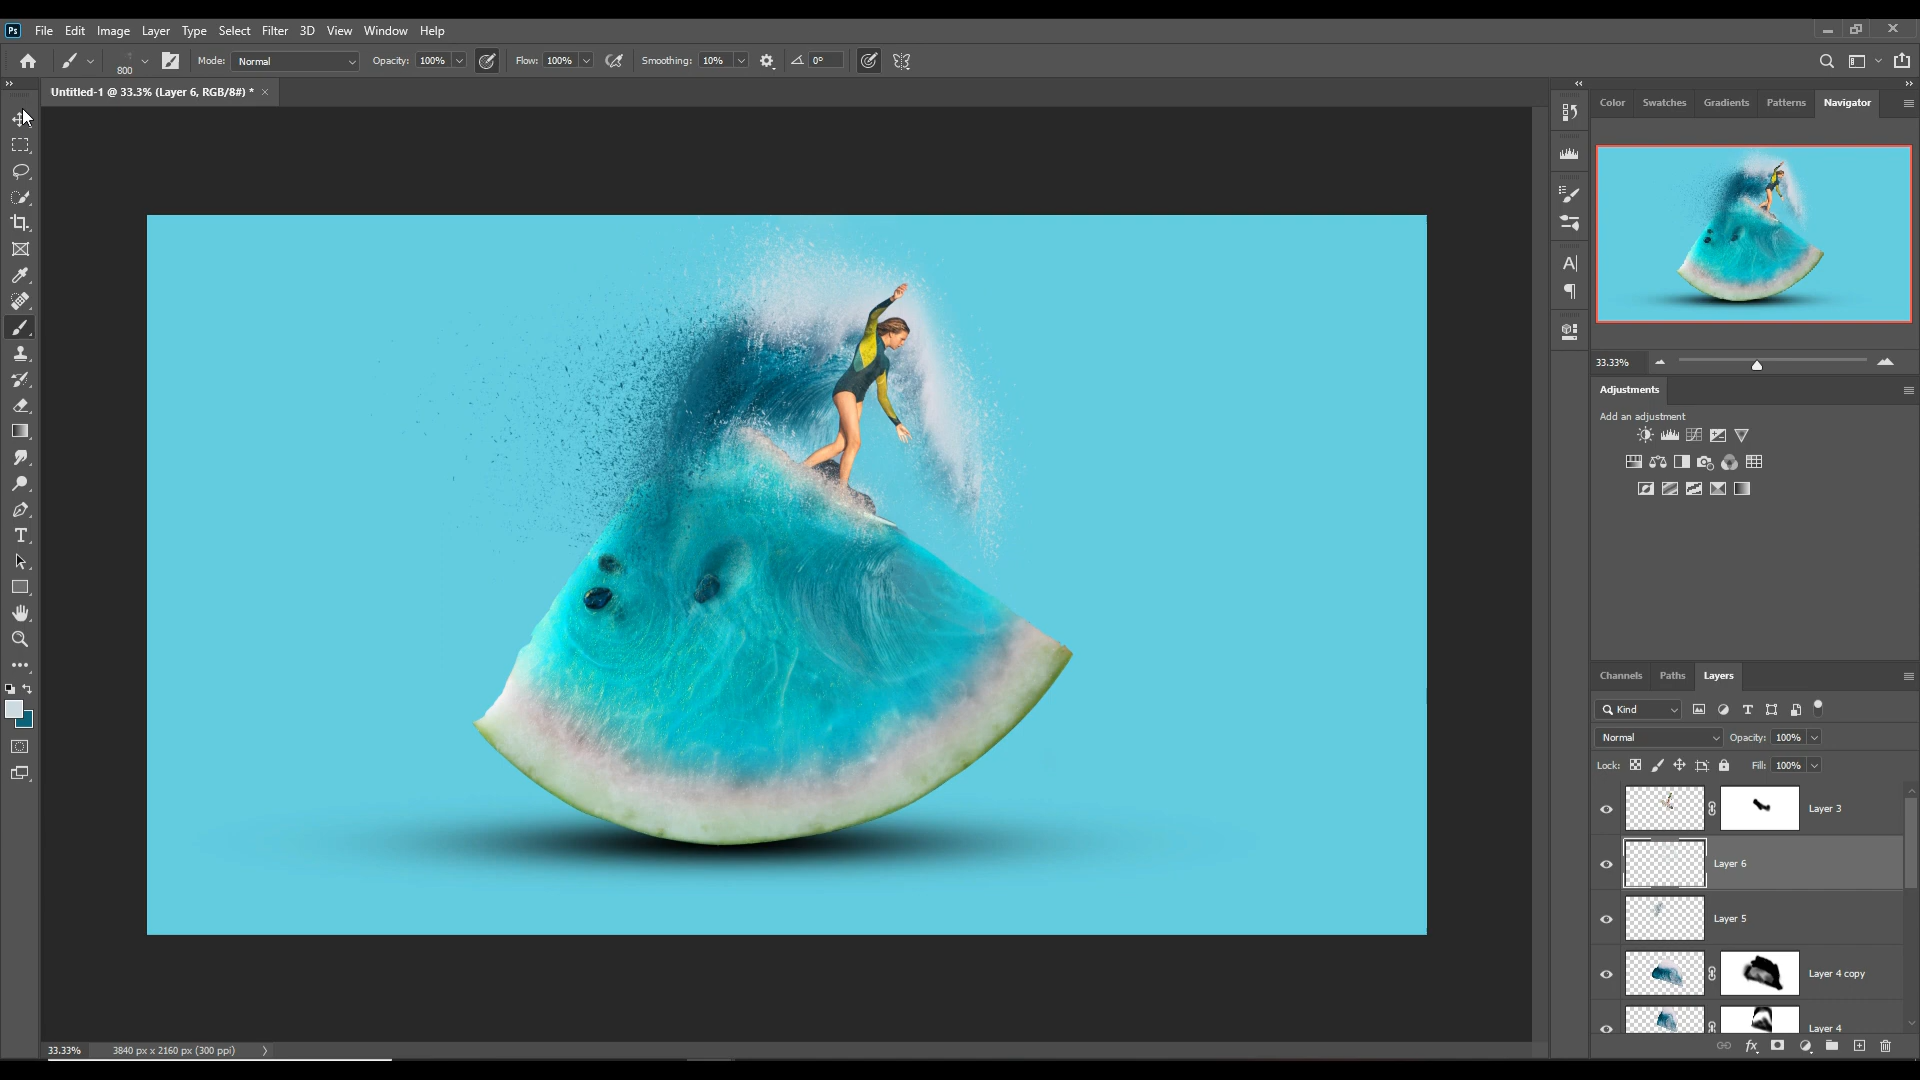 Ps File Edit Image Layer Type Select Filter 3D View Window Help
800 Mode: Normal Opacity: 100% Flow: 100% Smoothing: 10% 0°
Untitled-1 @ 33.3% (Layer 6, RGB/8#) *
Color Swatches Gradients Patterns Navigator
33.33%
Adjustments
Add an adjustment
Channels Paths Layers
Kind
Normal Opacity: 100%
Lock: Fill: 100%
Layer 3
Layer 6
Layer 5
Layer 4 copy
Layer 4
fx
33.33% 3840 px x 2160 px (300 ppi)